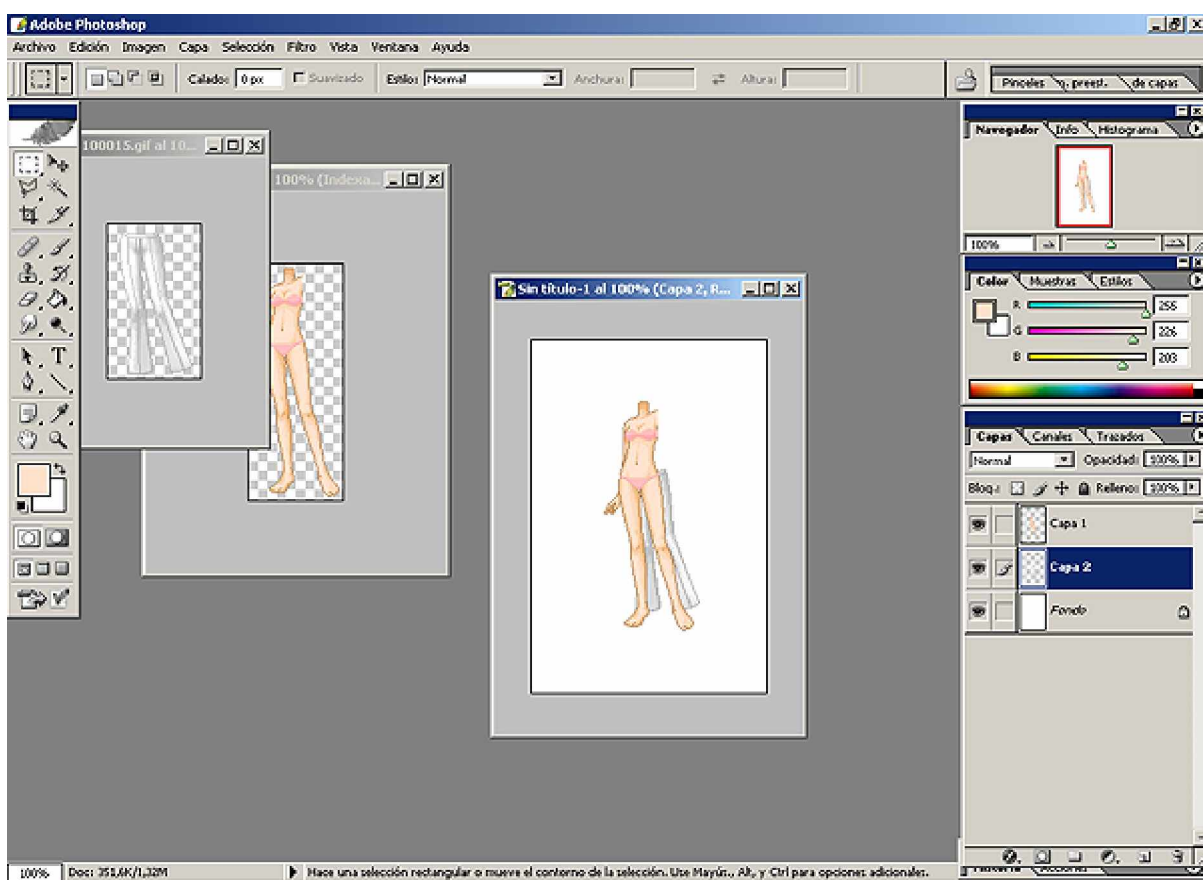 Adobe Photoshop
Archivo Edición Imagen Capa Selección Filtro Vista Ventana Ayuda
Calado: 0 px Suavizado Estilo: Normal Anchura: Altura: Pinceles preest. de capas
100015.gif al 10...
100% (Indexa...
Sin título-1 al 100% (Capa 2, R...
Navegador Info Histograma
100%
Color Muestras Estilos
R 255
G 226
B 203
Capas Canales Trazados
Normal Opacidad: 100%
Bloq.: Relleno: 100%
Capa 1
Capa 2
Fondo
Historia Acciones
100% Doc: 351,6K/1,32M Hace una selección rectangular o mueve el contorno de la selección. Use Mayús., Alt, y Ctrl para opciones adicionales.